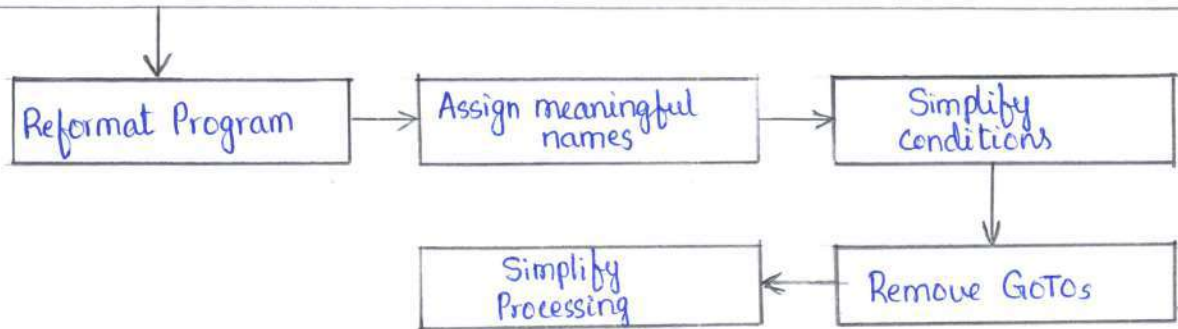 Reformat Program
Assign meaningful
names
Simplify
conditions
Remove GoTOs
Simplify
Processing